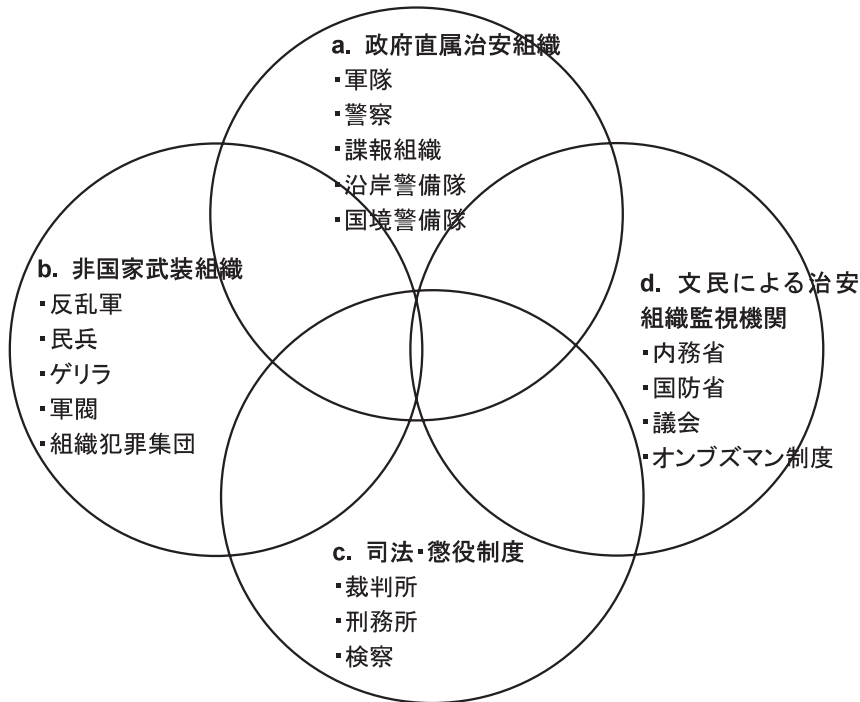 a. 政府直属治安組織
・軍隊
・警察
・諜報組織
・沿岸警備隊
・国境警備隊
b. 非国家武装組織
・反乱軍
・民兵
・ゲリラ
・軍閥
・組織犯罪集団
d. 文民による治安
組織監視機関
・内務省
・国防省
・議会
・オンブズマン制度
c. 司法・懲役制度
・裁判所
・刑務所
・検察